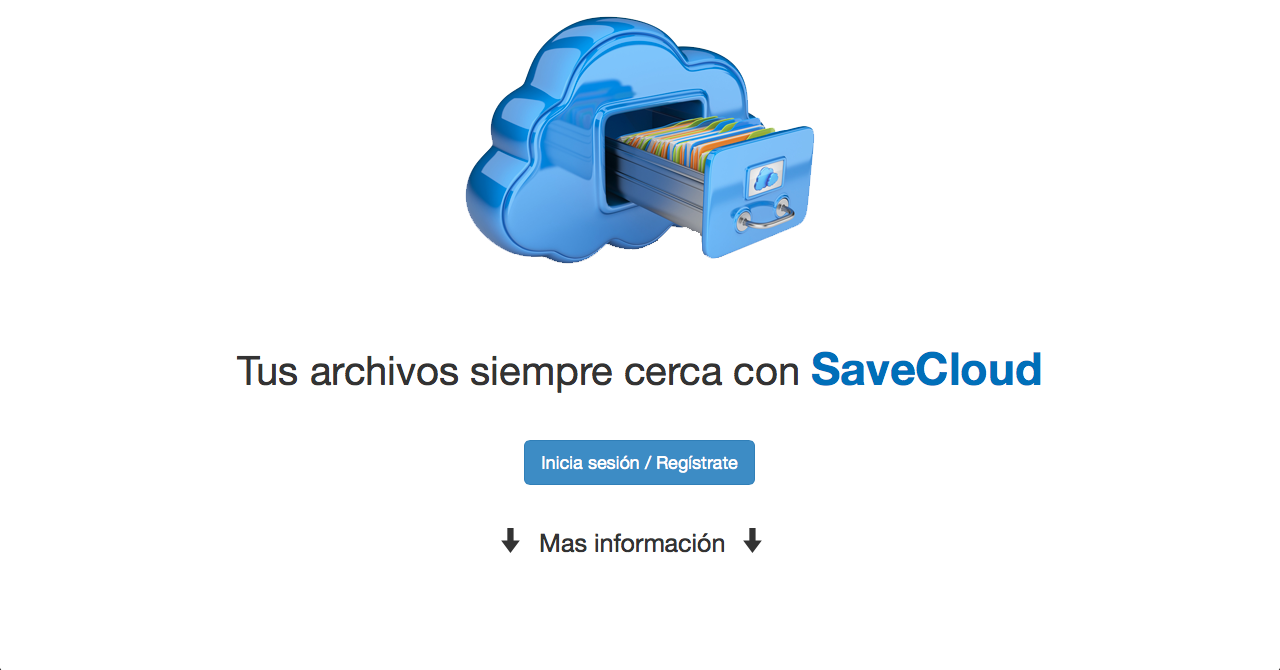 Tus archivos siempre cerca con SaveCloud
Inicia sesión / Regístrate
Mas información